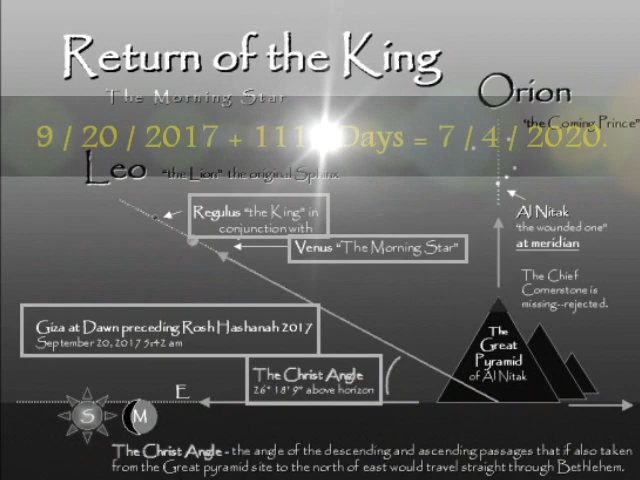 Return of the King
The Morning Star
Orion
"the Coming Prince"
9 / 20 / 2017 + 111 Days = 7 / 4 / 2020.
Leo "the Lion" the original Sphinx
Regulus "the King" in
conjunction with
Venus "The Morning Star"
Al Nitak
"the wounded one"
at meridian
The Chief
Cornerstone is
missing--rejected.
Giza at Dawn preceding Rosh Hashanah 2017
September 20, 2017 5:42 am
The
Great
Pyramid
of Al Nitak
The Christ Angle
26° 18' 9" above horizon
E
S
M
The Christ Angle - the angle of the descending and ascending passages that if also taken
from the Great pyramid site to the north of east would travel straight through Bethlehem.